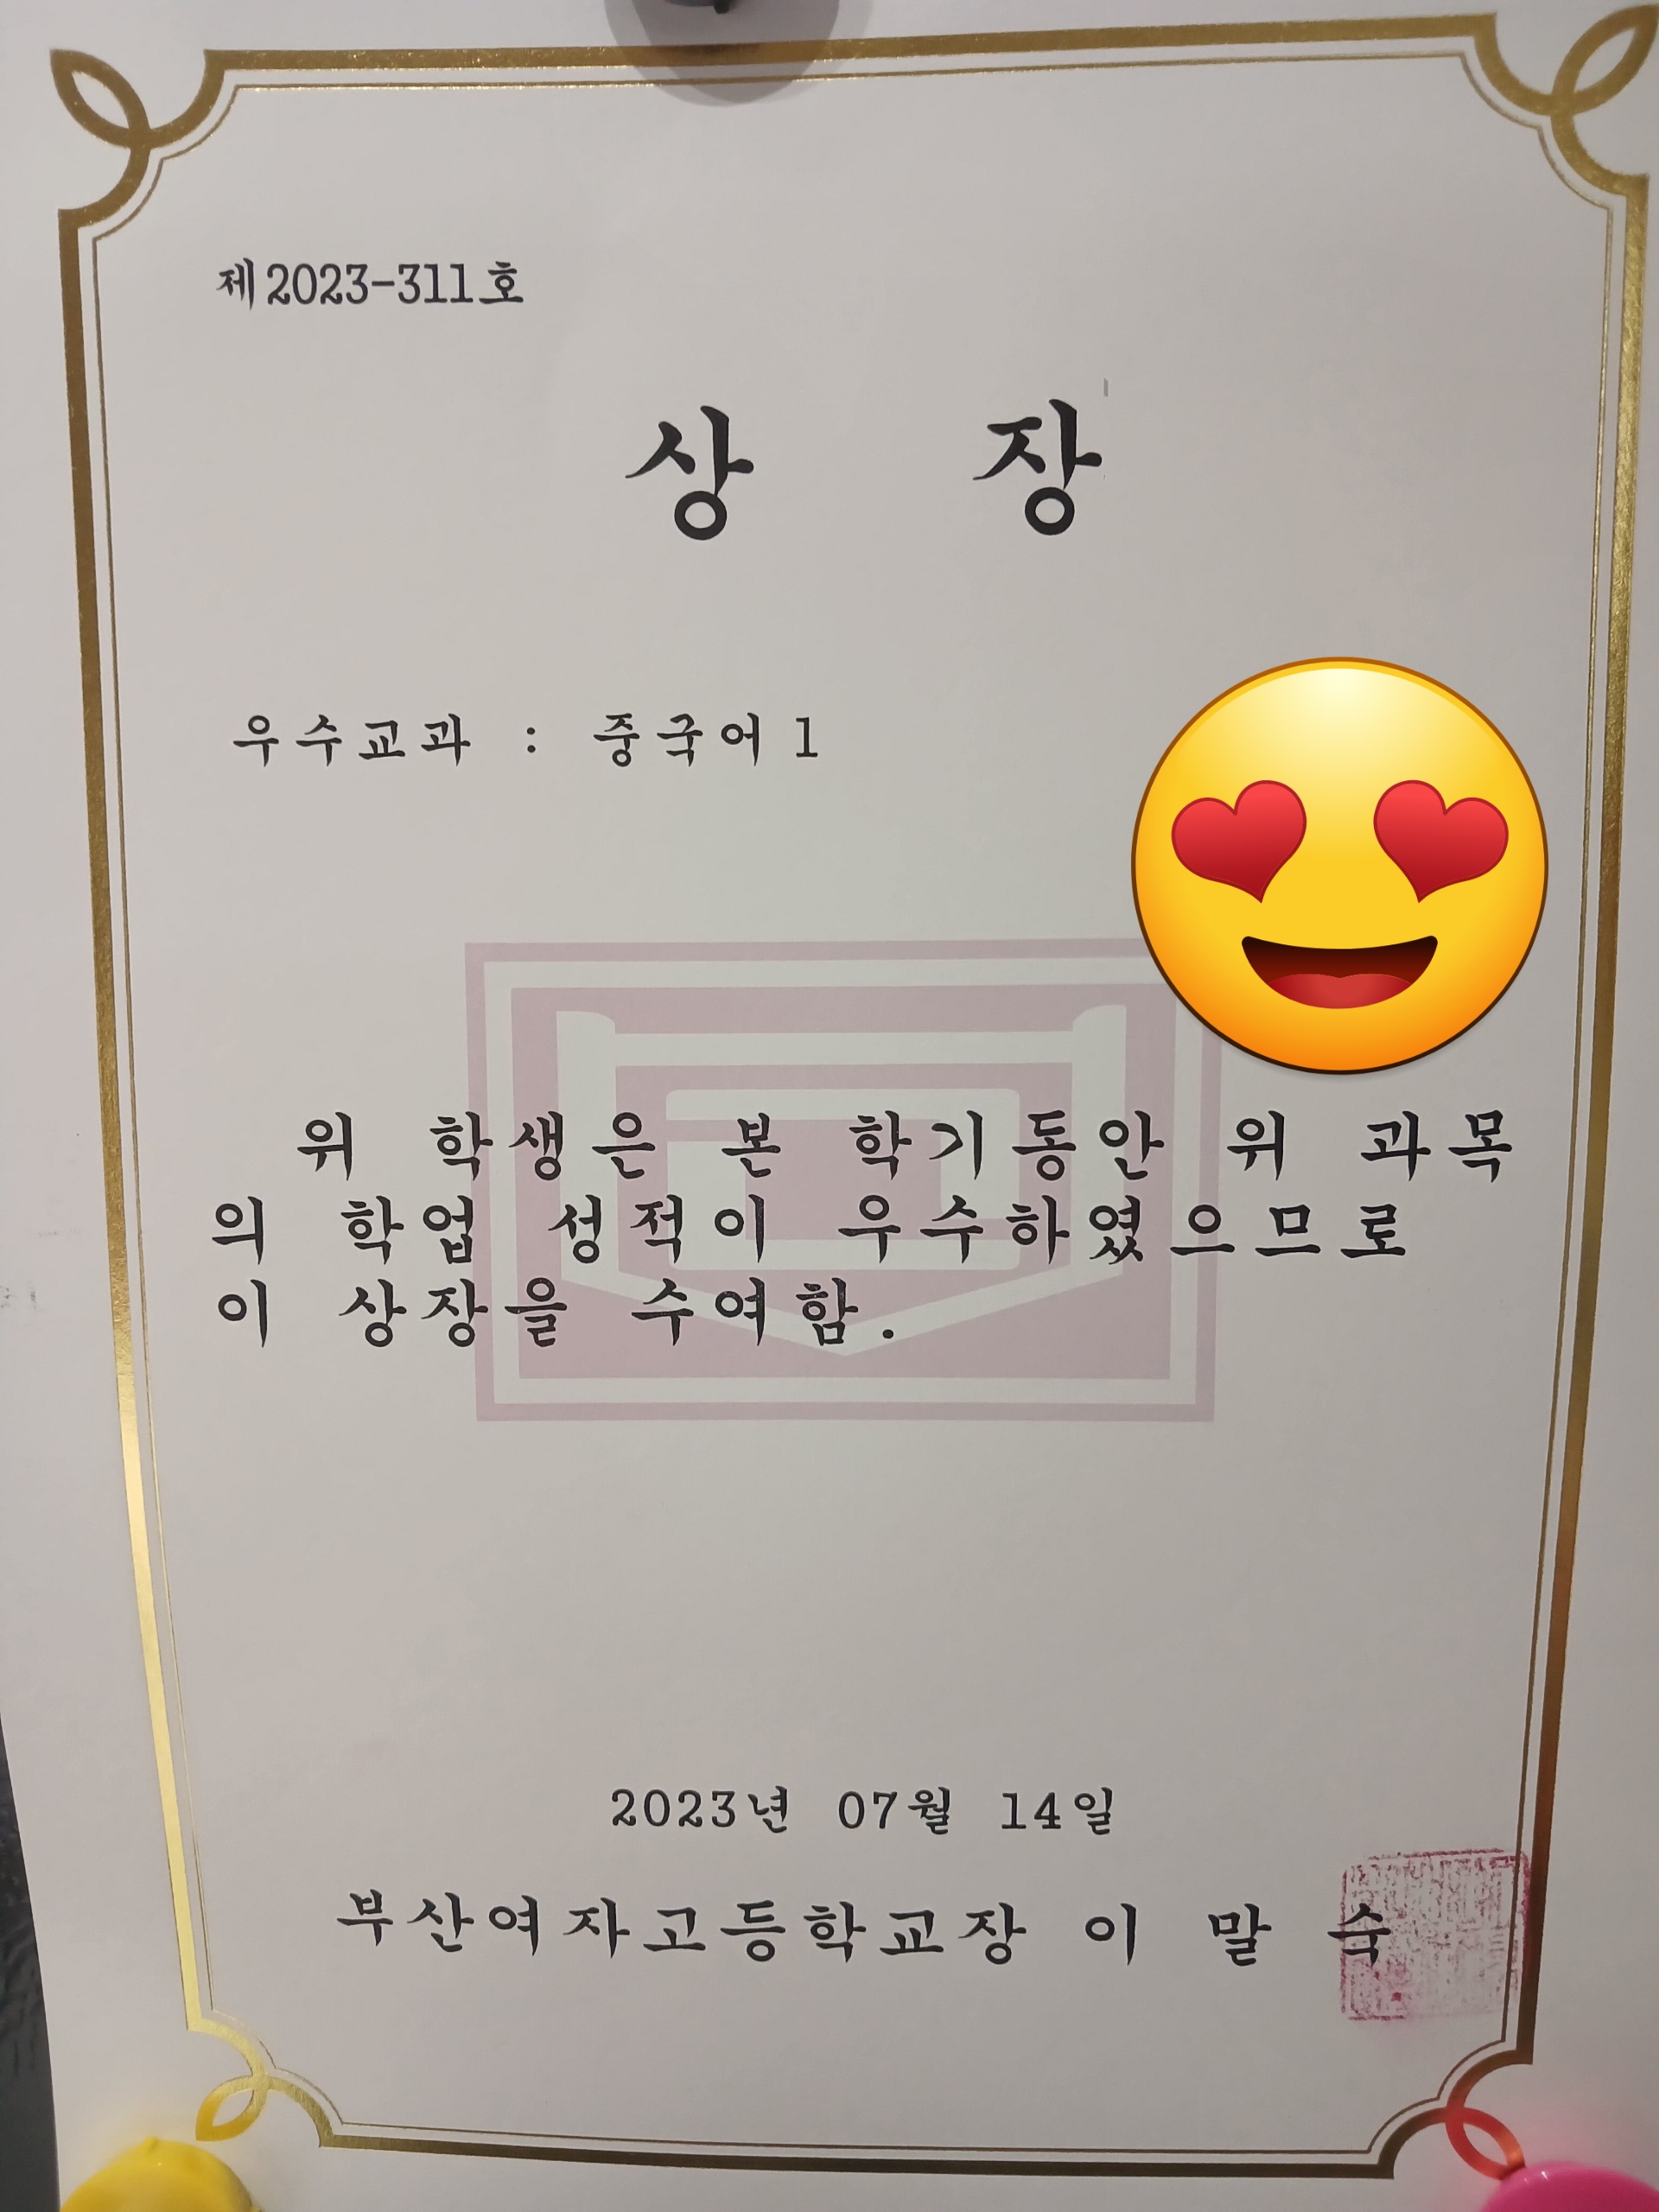 제2023-311호
상 장
우수교과 : 중국어 1
위 학생은 본 학기동안 위 과목
의 학업 성적이 우수하였으므로
이 상장을 수여함.
2023년 07월 14일
부산여자고등학교장 이 말 숙